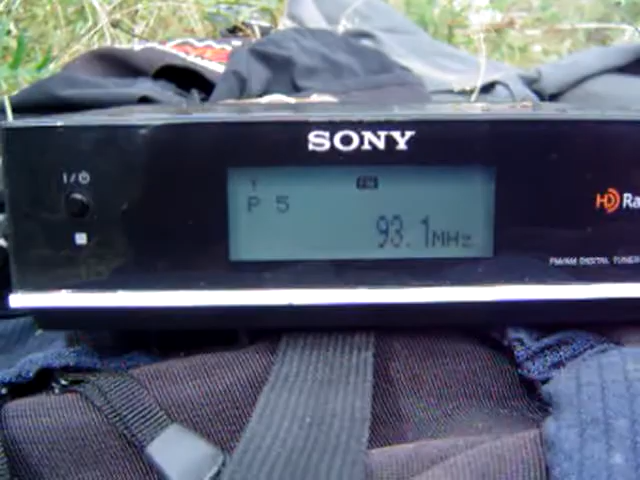 SONY
I/⏻
FM
P 5
93.1MHz
HD Ra
FM/AM DIGITAL TUNER